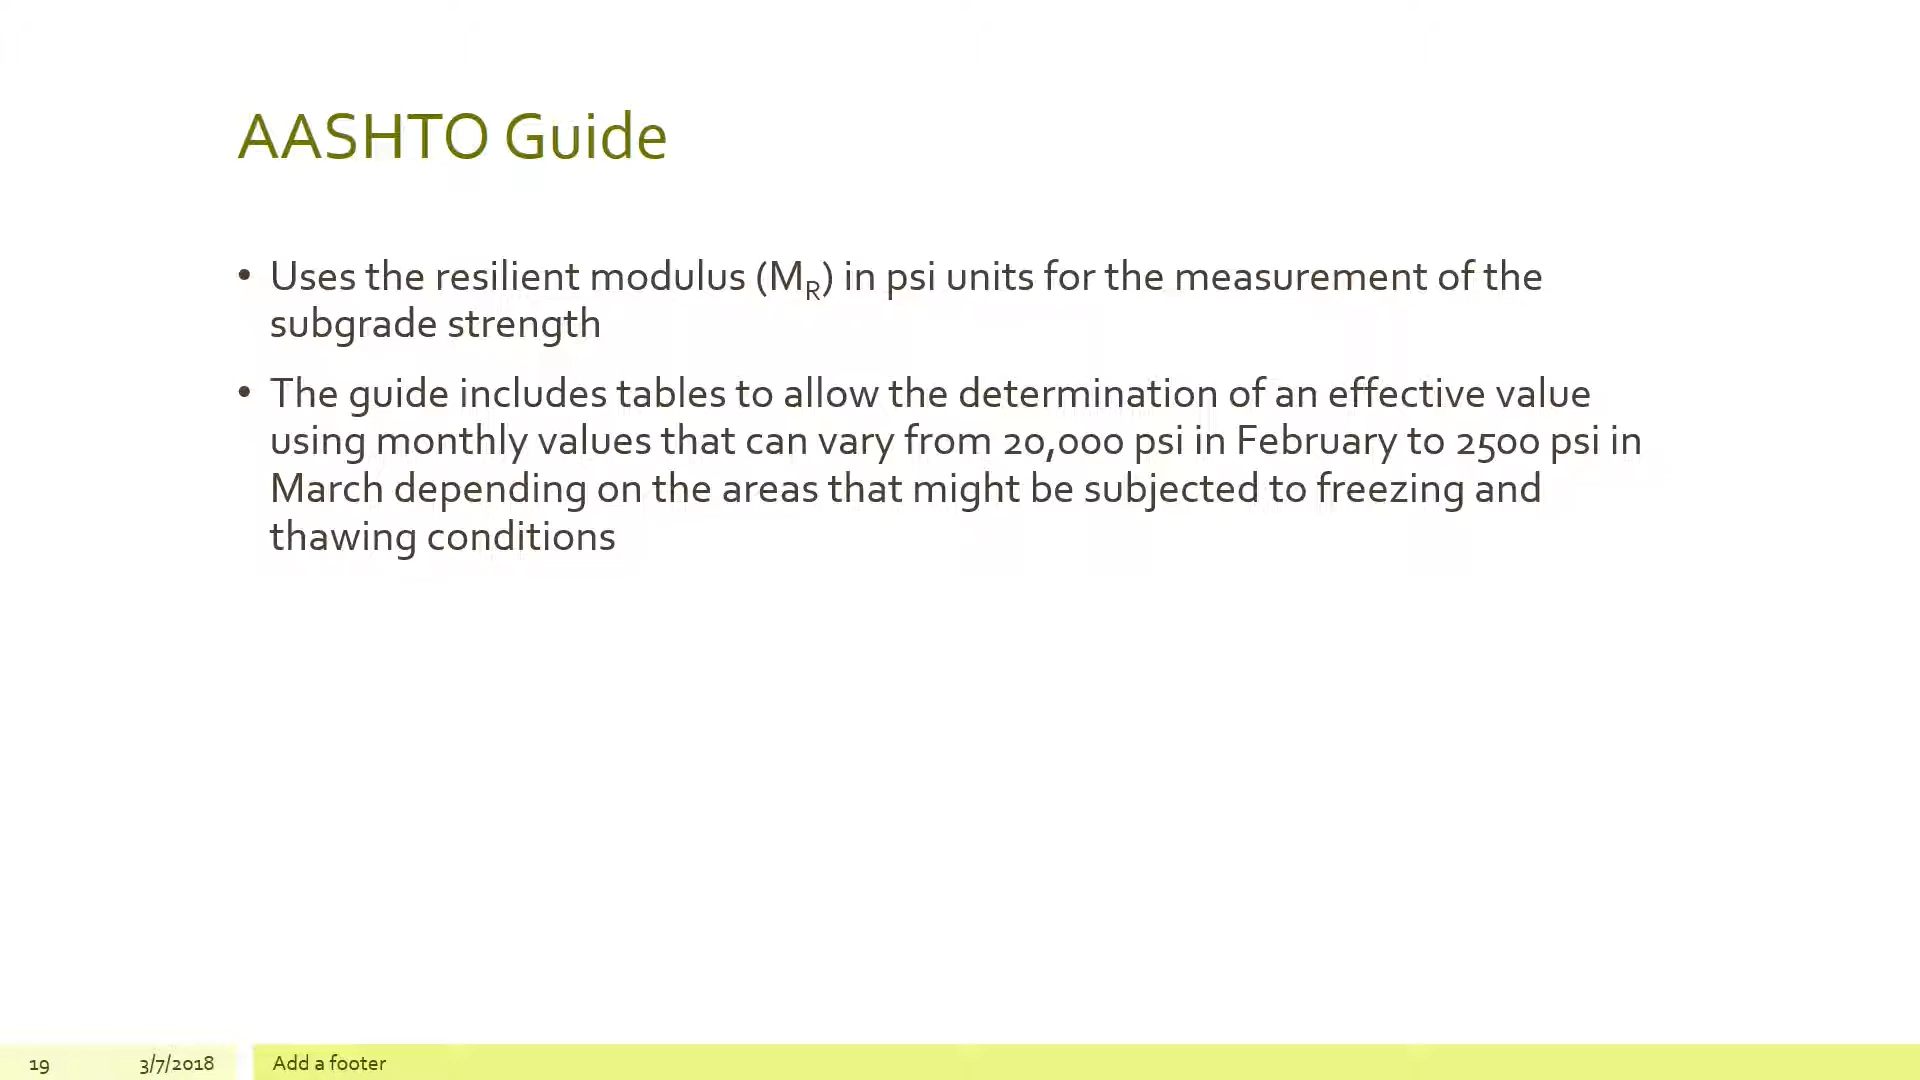 AASHTO Guide
• Uses the resilient modulus (MR) in psi units for the measurement of the
subgrade strength
• The guide includes tables to allow the determination of an effective value
using monthly values that can vary from 20,000 psi in February to 2500 psi in
March depending on the areas that might be subjected to freezing and
thawing conditions
19 3/7/2018 Add a footer